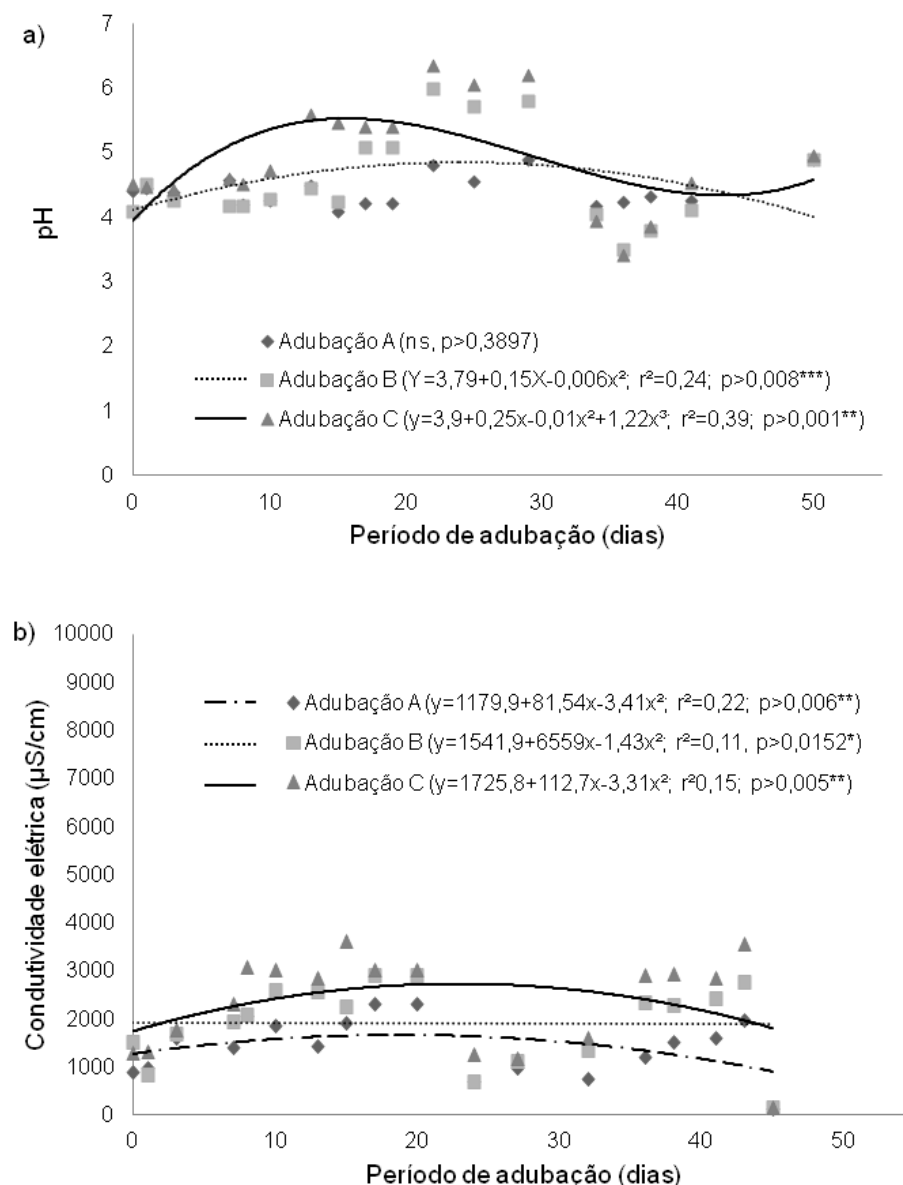 a)
7
6
5
4
3
2
1
0
pH
Adubação A (ns, p>0,3897)
Adubação B (Y=3,79+0,15X-0,006x²; r²=0,24; p>0,008***)
Adubação C (y=3,9+0,25x-0,01x²+1,22x³; r²=0,39; p>0,001**)
0 10 20 30 40 50
Período de adubação (dias)
b)
10000
9000
8000
7000
6000
5000
4000
3000
2000
1000
0
Condutividade elétrica (µS/cm)
Adubação A (y=1179,9+81,54x-3,41x²; r²=0,22; p>0,006**)
Adubação B (y=1541,9+6559x-1,43x²; r²=0,11, p>0,0152*)
Adubação C (y=1725,8+112,7x-3,31x²; r²0,15; p>0,005**)
0 10 20 30 40 50
Período de adubação (dias)